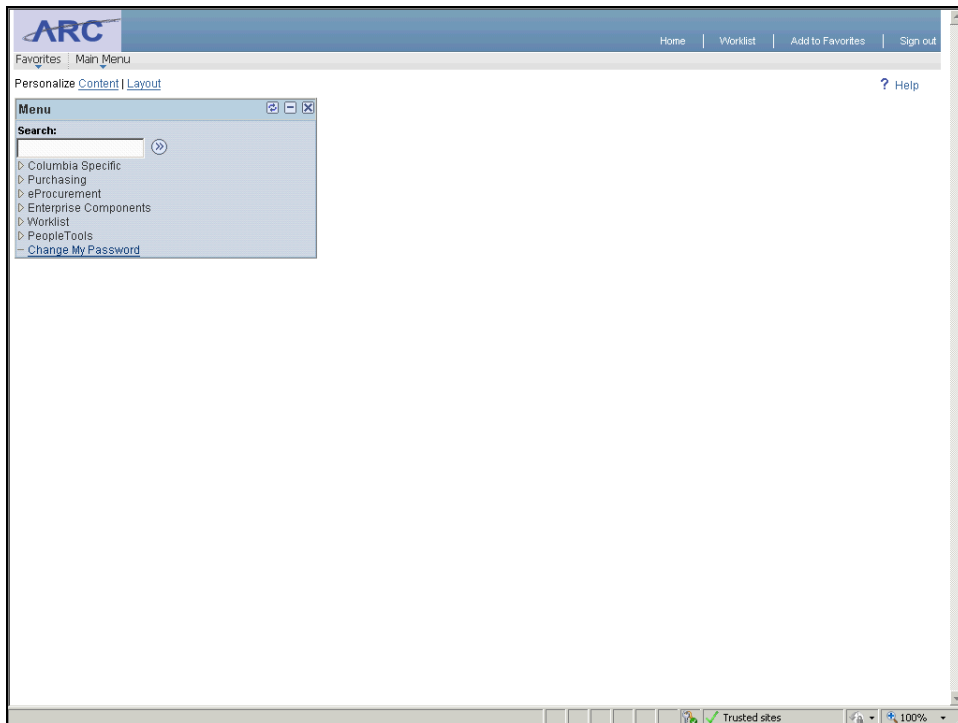 ARC
Home | Worklist | Add to Favorites | Sign out
Favorites Main Menu
Personalize Content | Layout
? Help
Menu
Search:
Columbia Specific
Purchasing
eProcurement
Enterprise Components
Worklist
PeopleTools
Change My Password
Trusted sites 100%